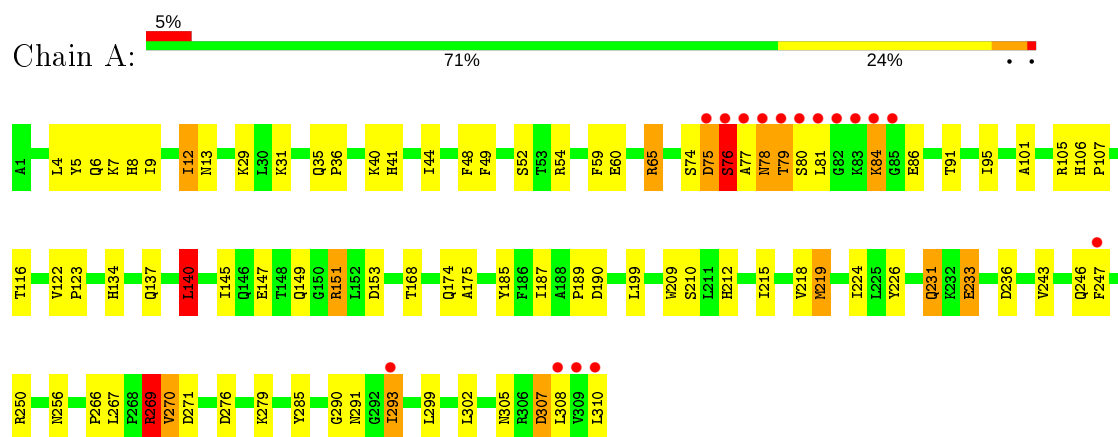 5%
Chain A:
71% 24% • •
A1 L4 Y5 Q6 K7 H8 I9 I12 N13 K29 L30 K31 Q35 P36 K40 H41 I44 F48 F49 S52 T53 R54 F59 E60 R65 S74 D75 S76 A77 N78 T79 S80 L81 G82 K83 K84 G85 E86 T91 I95 A101 R105 H106 P107
T116 V122 P123 H134 Q137 L140 I145 Q146 E147 T148 Q149 G150 R151 L152 D153 T168 Q174 A175 Y185 F186 I187 A188 P189 D190 L199 W209 S210 L211 H212 I215 V218 M219 I224 L225 Y226 Q231 K232 E233 D236 V243 Q246 F247
R250 N256 P266 L267 P268 R269 V270 D271 D276 K279 Y285 G290 N291 G292 I293 L299 L302 N305 R306 D307 L308 V309 L310